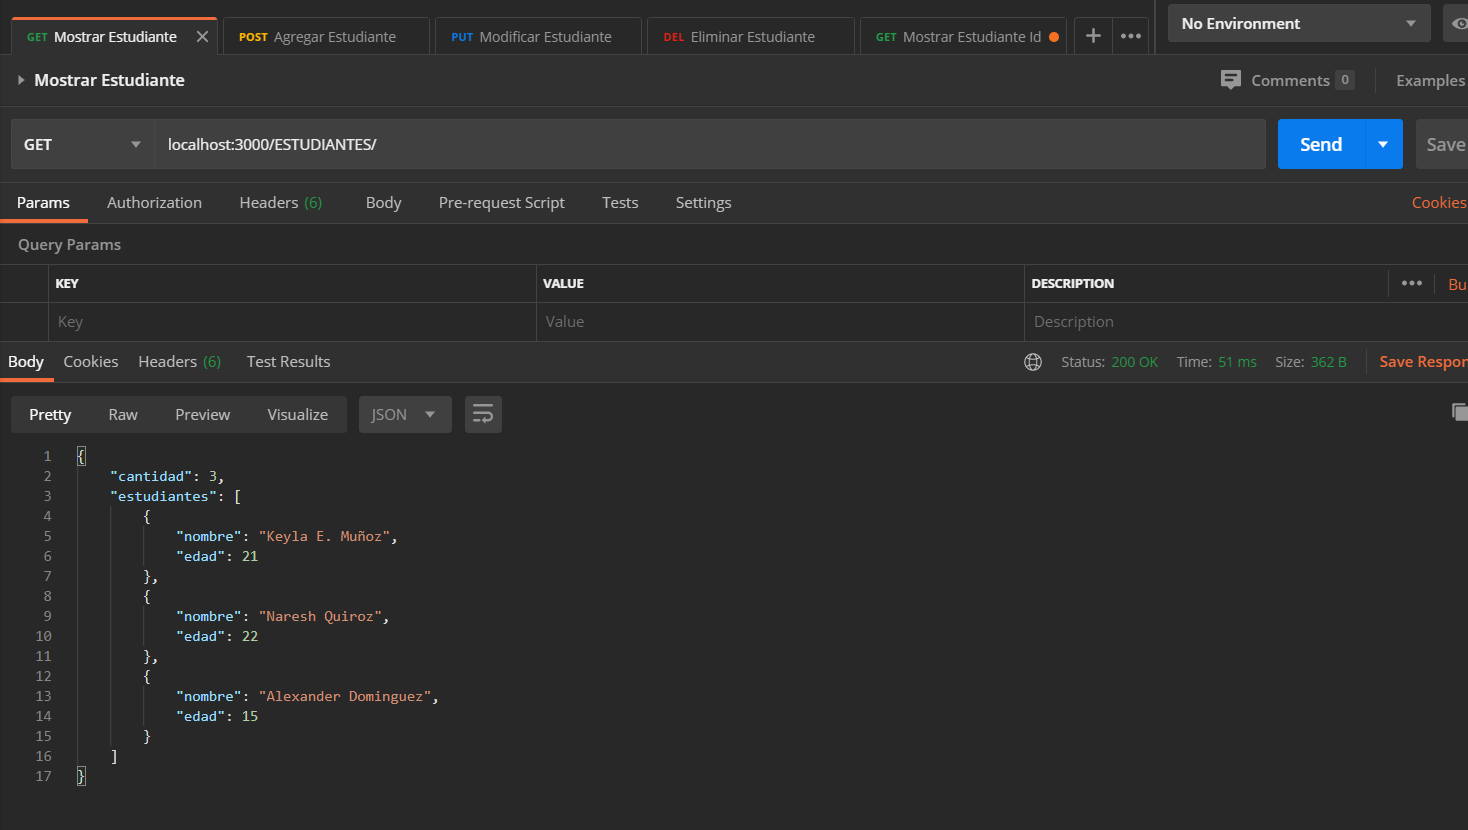 GET Mostrar Estudiante
POST Agregar Estudiante
PUT Modificar Estudiante
DEL Eliminar Estudiante
GET Mostrar Estudiante Id
No Environment
Mostrar Estudiante
Comments 0
Examples
GET
localhost:3000/ESTUDIANTES/
Send
Save
Params Authorization Headers (6) Body Pre-request Script Tests Settings Cookies
Query Params
KEY VALUE DESCRIPTION Bu
Key Value Description
Body Cookies Headers (6) Test Results Status: 200 OK Time: 51 ms Size: 362 B Save Respon
Pretty Raw Preview Visualize JSON
1 {
2 "cantidad": 3,
3 "estudiantes": [
4 {
5 "nombre": "Keyla E. Muñoz",
6 "edad": 21
7 },
8 {
9 "nombre": "Naresh Quiroz",
10 "edad": 22
11 },
12 {
13 "nombre": "Alexander Dominguez",
14 "edad": 15
15 }
16 ]
17 }